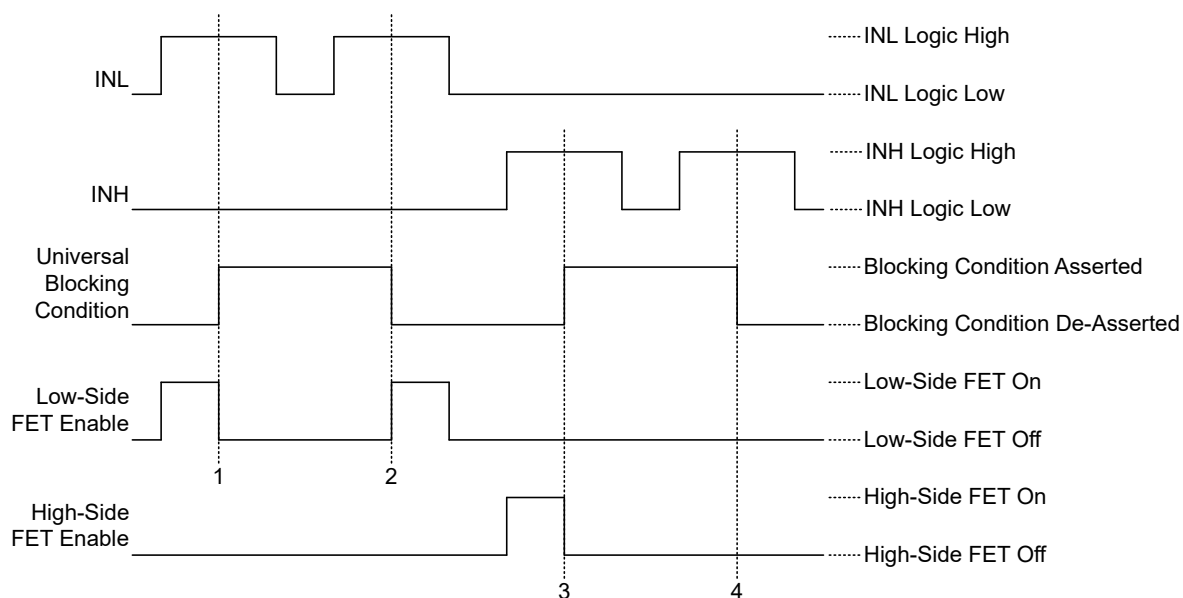 INL
INL Logic High
INL Logic Low
INH
INH Logic High
INH Logic Low
Universal
Blocking
Condition
Blocking Condition Asserted
Blocking Condition De-Asserted
Low-Side
FET Enable
Low-Side FET On
Low-Side FET Off
1
2
High-Side
FET Enable
High-Side FET On
High-Side FET Off
3
4